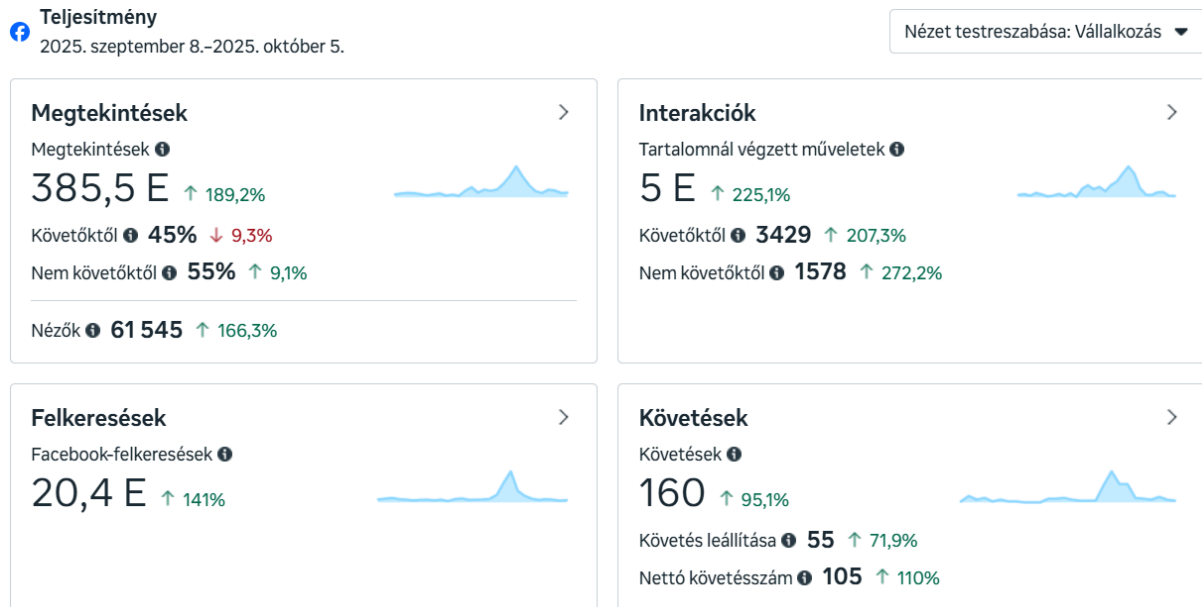 Teljesítmény
2025. szeptember 8.–2025. október 5.
Nézet testreszabása: Vállalkozás
Megtekintések
Megtekintések
385,5 E 189,2%
Követőktől 45% 9,3%
Nem követőktől 55% 9,1%
Nézők 61 545 166,3%
Interakciók
Tartalomnál végzett műveletek
5 E 225,1%
Követőktől 3429 207,3%
Nem követőktől 1578 272,2%
Felkeresések
Facebook-felkeresések
20,4 E 141%
Követések
Követések
160 95,1%
Követés leállítása 55 71,9%
Nettó követésszám 105 110%